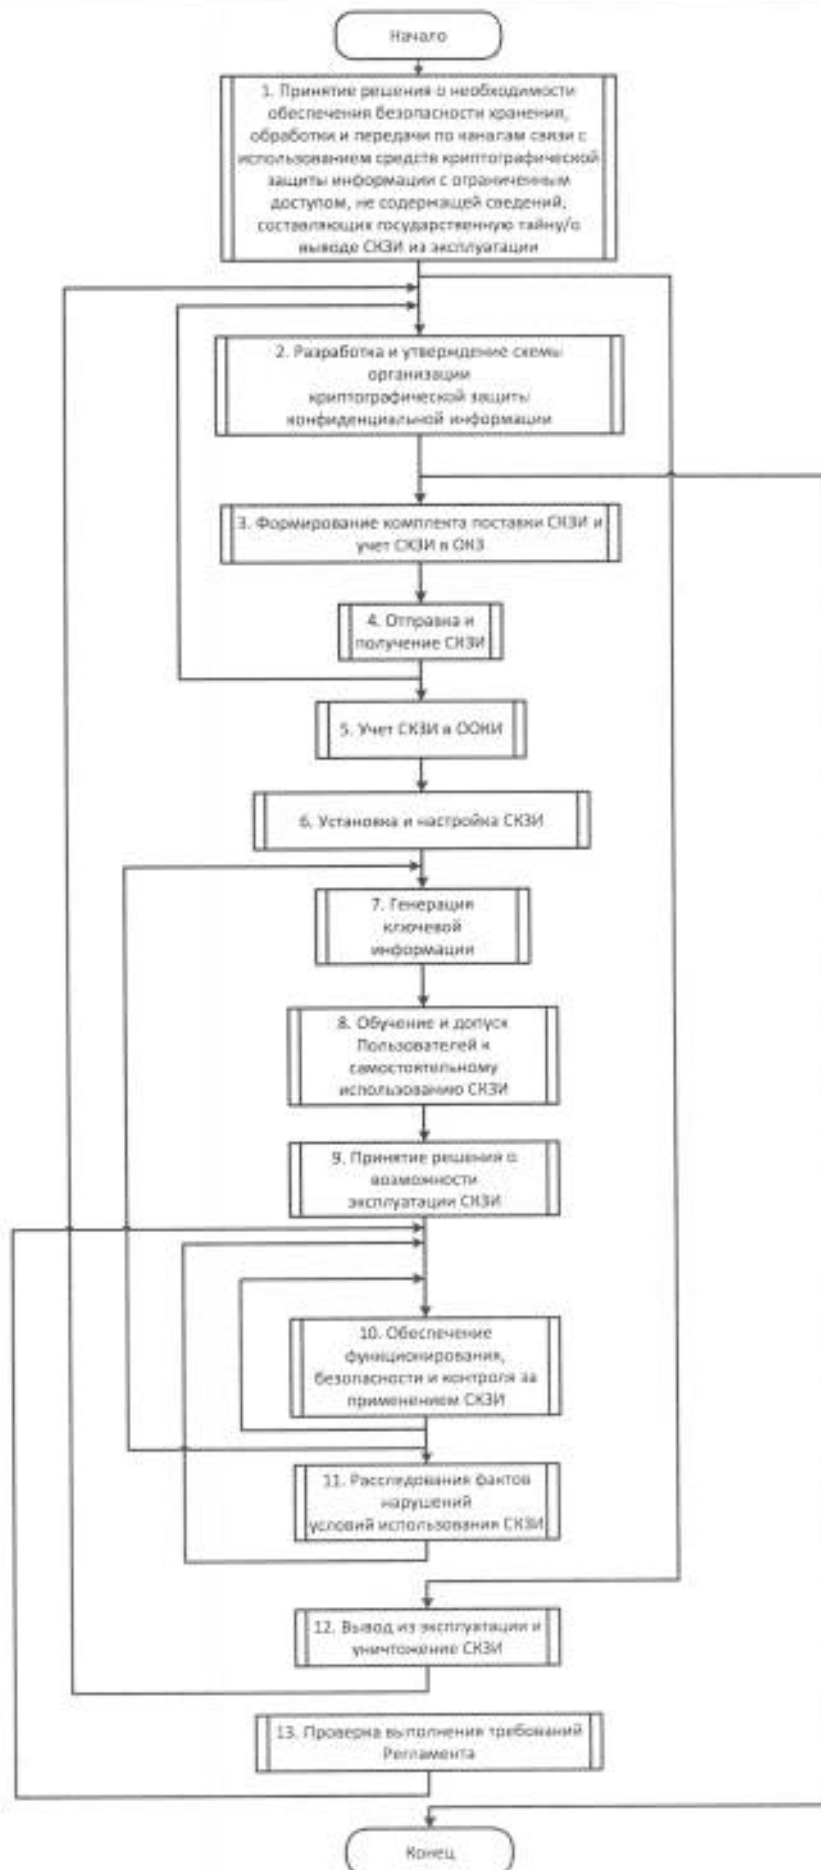 Начало
1. Принятие решения о необходимости
обеспечения безопасности хранения,
обработки и передачи по каналам связи с
использованием средств криптографической
защиты информации с ограниченным
доступом, не содержащей сведений,
составляющих государственную тайну/о
выводе СКЗИ из эксплуатации
2. Разработка и утверждение схемы
организации
криптографической защиты
конфиденциальной информации
3. Формирование комплекта поставки СКЗИ и
учет СКЗИ в ОКЗ
4. Отправка и
получение СКЗИ
5. Учет СКЗИ в ООКИ
6. Установка и настройка СКЗИ
7. Генерация
ключевой
информации
8. Обучение и допуск
Пользователей к
самостоятельному
использованию СКЗИ
9. Принятие решения о
возможности
эксплуатации СКЗИ
10. Обеспечение
функционирования,
безопасности и контроля за
применением СКЗИ
11. Расследования фактов
нарушений
условий использования СКЗИ
12. Вывод из эксплуатации и
уничтожение СКЗИ
13. Проверка выполнения требований
Регламента
Конец